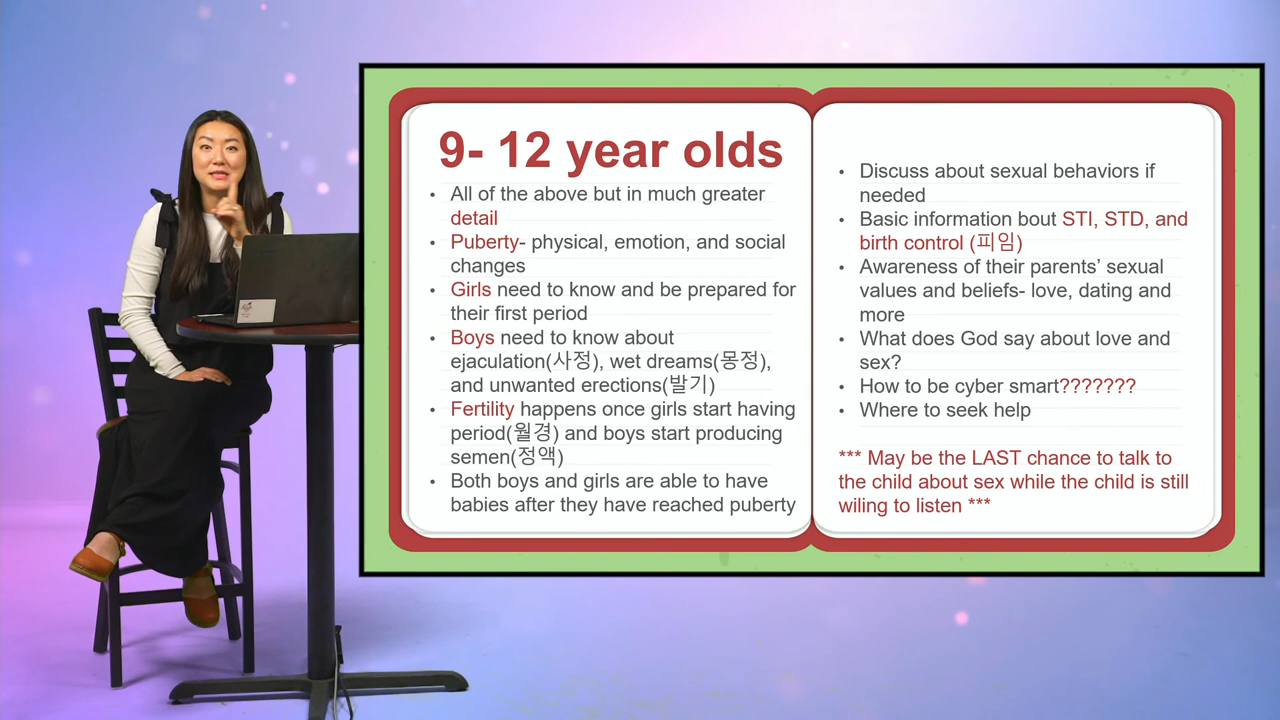 9- 12 year olds
• All of the above but in much greater
detail
• Puberty- physical, emotion, and social
changes
• Girls need to know and be prepared for
their first period
• Boys need to know about
ejaculation(사정), wet dreams(몽정),
and unwanted erections(발기)
• Fertility happens once girls start having
period(월경) and boys start producing
semen(정액)
• Both boys and girls are able to have
babies after they have reached puberty
• Discuss about sexual behaviors if
needed
• Basic information bout STI, STD, and
birth control (피임)
• Awareness of their parents’ sexual
values and beliefs- love, dating and
more
• What does God say about love and
sex?
• How to be cyber smart???????
• Where to seek help
*** May be the LAST chance to talk to
the child about sex while the child is still
wiling to listen ***